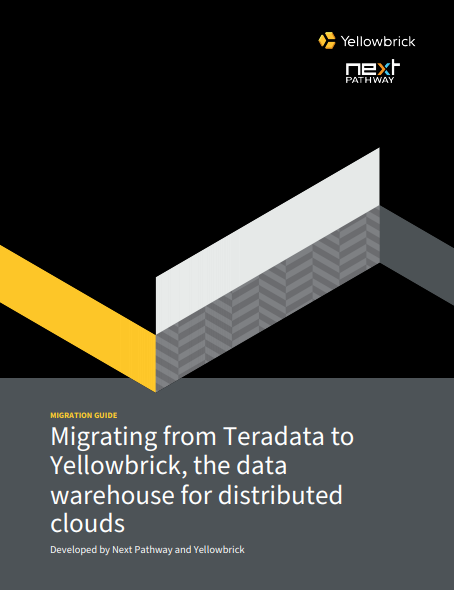 Yellowbrick
next
PATHWAY
MIGRATION GUIDE
Migrating from Teradata to
Yellowbrick, the data
warehouse for distributed
clouds
Developed by Next Pathway and Yellowbrick